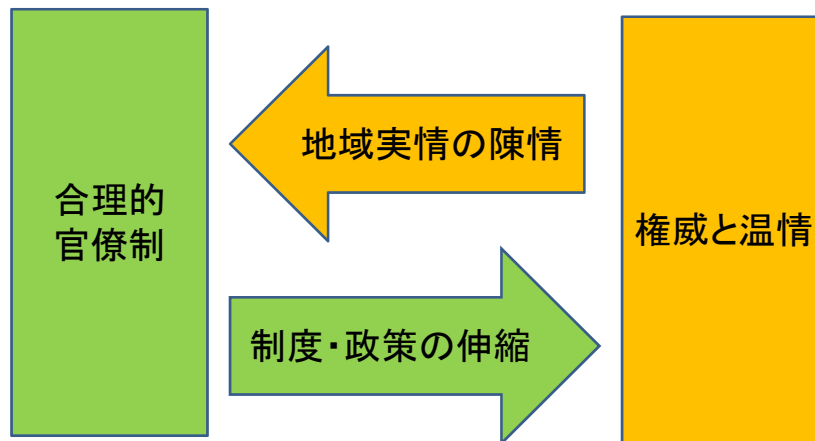 地域実情の陳情
合理的
官僚制
権威と温情
制度・政策の伸縮